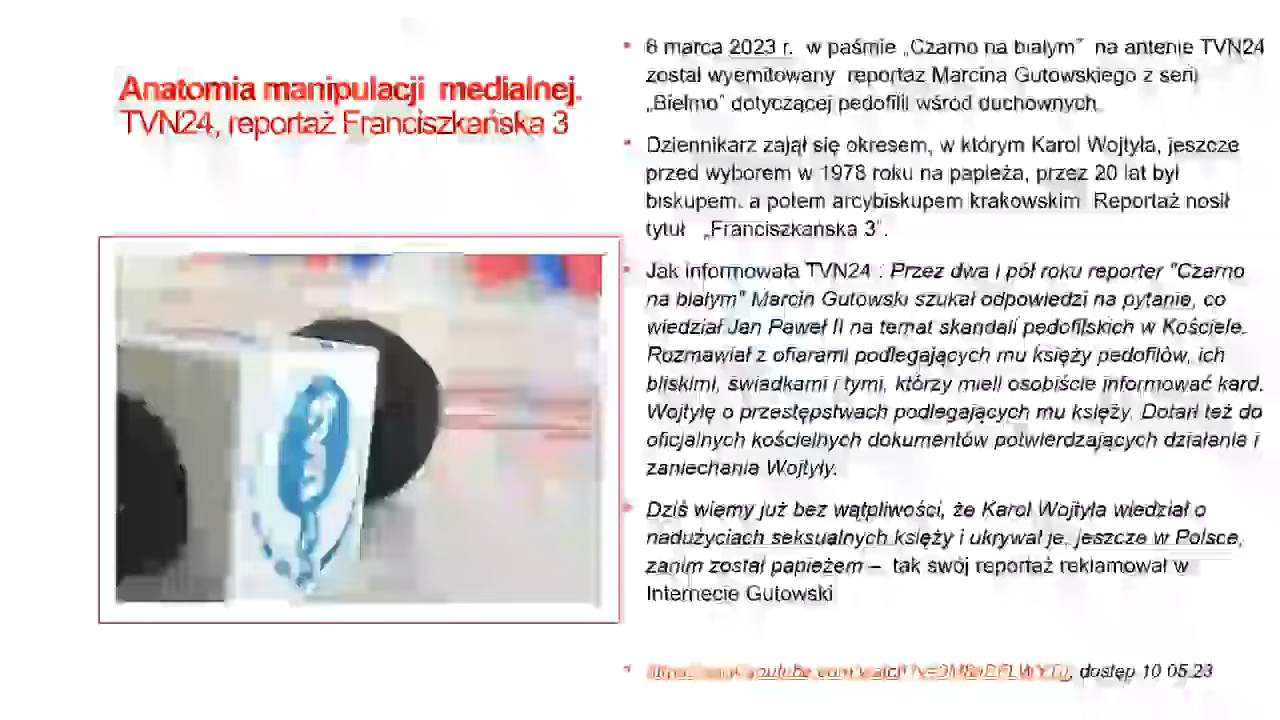 Anatomia manipulacji medialnej.
TVN24, reportaż Franciszkańska 3
6 marca 2023 r. w paśmie „Czarno na białym” na antenie TVN24
został wyemitowany reportaż Marcina Gutowskiego z serii
„Bielmo” dotyczącej pedofilii wśród duchownych.
Dziennikarz zajął się okresem, w którym Karol Wojtyła, jeszcze
przed wyborem w 1978 roku na papieża, przez 20 lat był
biskupem, a potem arcybiskupem krakowskim. Reportaż nosił
tytuł „Franciszkańska 3”.
Jak informowała TVN24 : Przez dwa i pół roku reporter "Czarno
na białym" Marcin Gutowski szukał odpowiedzi na pytanie, co
wiedział Jan Paweł II na temat skandali pedofilskich w Kościele.
Rozmawiał z ofiarami podlegających mu księży pedofilów, ich
bliskimi, świadkami i tymi, którzy mieli osobiście informować kard.
Wojtyłę o przestępstwach podlegających mu księży. Dotarł też do
oficjalnych kościelnych dokumentów potwierdzających działania i
zaniechania Wojtyły.
Dziś wiemy już bez wątpliwości, że Karol Wojtyła wiedział o
nadużyciach seksualnych księży i ukrywał je, jeszcze w Polsce,
zanim został papieżem – tak swój reportaż reklamował w
Internecie Gutowski
, dostęp 10.05.23